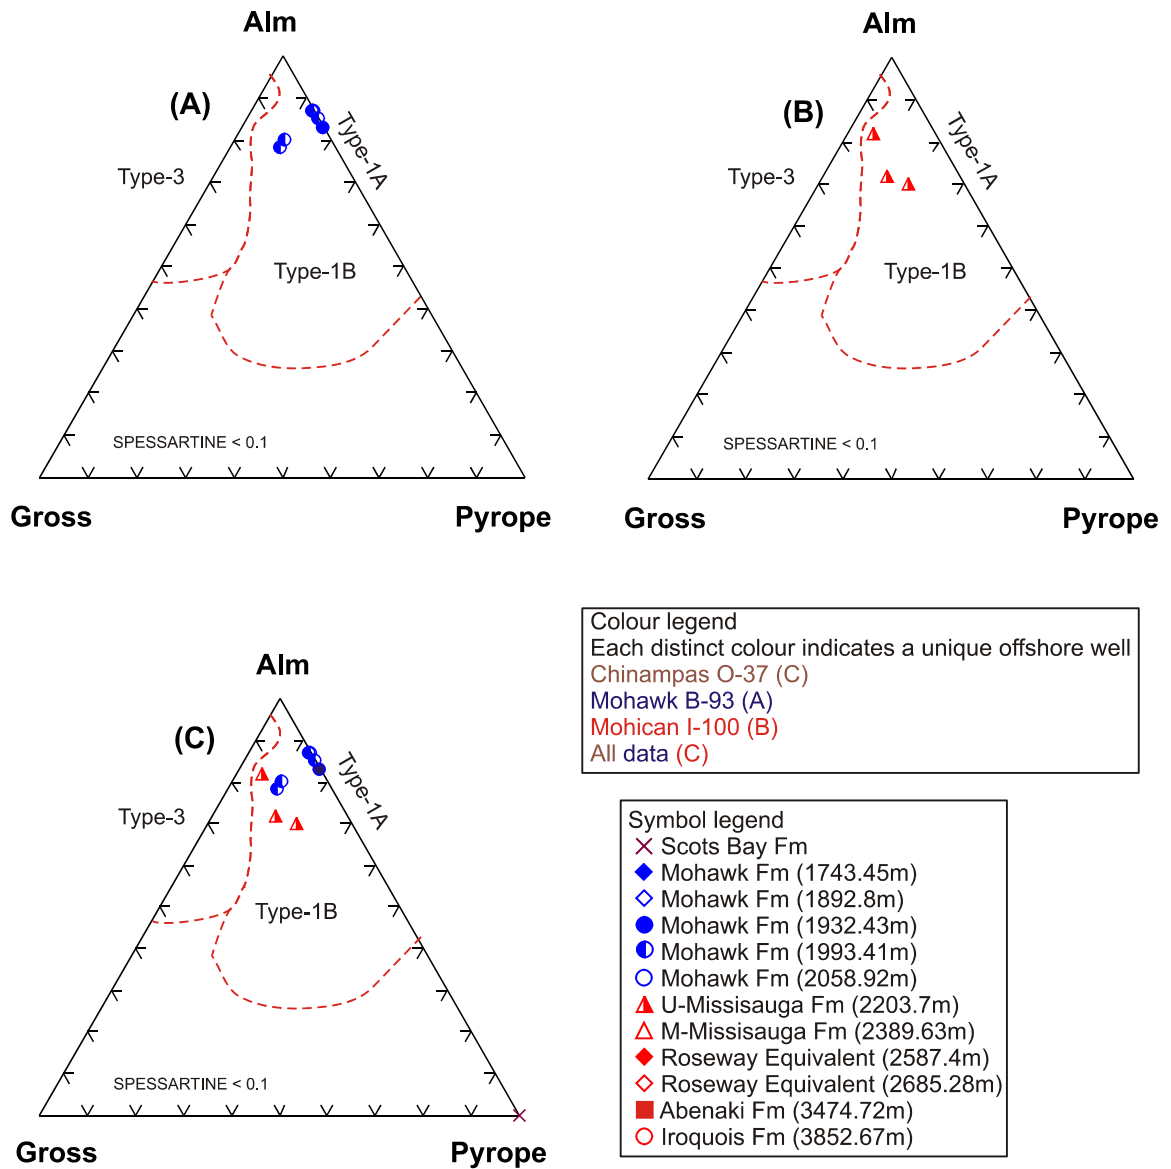 Alm
(A)
Type-1A
Type-3
Type-1B
SPESSARTINE < 0.1
Gross
Pyrope
Alm
(B)
Type-1A
Type-3
Type-1B
SPESSARTINE < 0.1
Gross
Pyrope
Alm
(C)
Type-1A
Type-3
Type-1B
SPESSARTINE < 0.1
Gross
Pyrope
Colour legend
Each distinct colour indicates a unique offshore well
Chinampas O-37 (C)
Mohawk B-93 (A)
Mohican I-100 (B)
All data (C)
Symbol legend
Scots Bay Fm
Mohawk Fm (1743.45m)
Mohawk Fm (1892.8m)
Mohawk Fm (1932.43m)
Mohawk Fm (1993.41m)
Mohawk Fm (2058.92m)
U-Missisauga Fm (2203.7m)
M-Missisauga Fm (2389.63m)
Roseway Equivalent (2587.4m)
Roseway Equivalent (2685.28m)
Abenaki Fm (3474.72m)
Iroquois Fm (3852.67m)